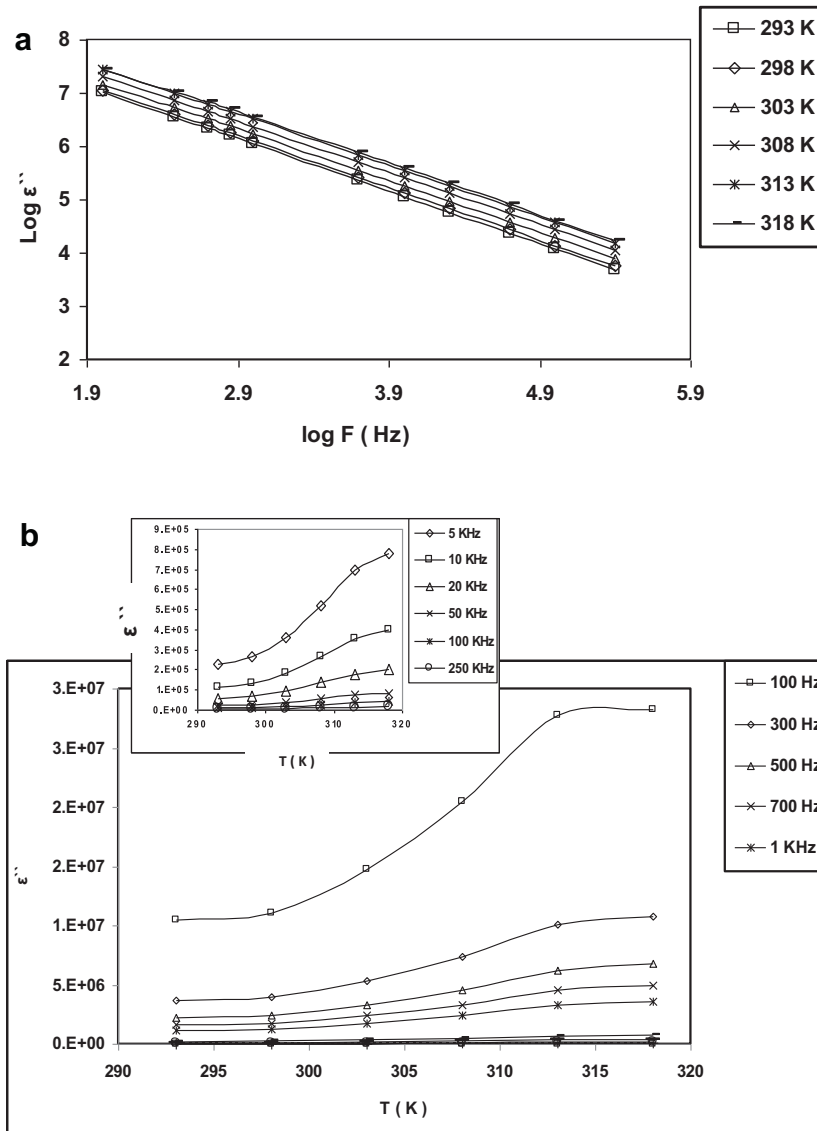 a
8
7
6
5
4
3
2
Log ε``
1.9 2.9 3.9 4.9 5.9
log F ( Hz)
293 K
298 K
303 K
308 K
313 K
318 K
b
9.E+05
8.E+05
7.E+05
6.E+05
5.E+05
4.E+05
3.E+05
2.E+05
1.E+05
0.E+00
ε``
290 300 310 320
T ( K )
5 KHz
10 KHz
20 KHz
50 KHz
100 KHz
250 KHz
3.E+07
3.E+07
2.E+07
2.E+07
1.E+07
5.E+06
0.E+00
ε``
290 295 300 305 310 315 320
T ( K )
100 Hz
300 Hz
500 Hz
700 Hz
1 KHz